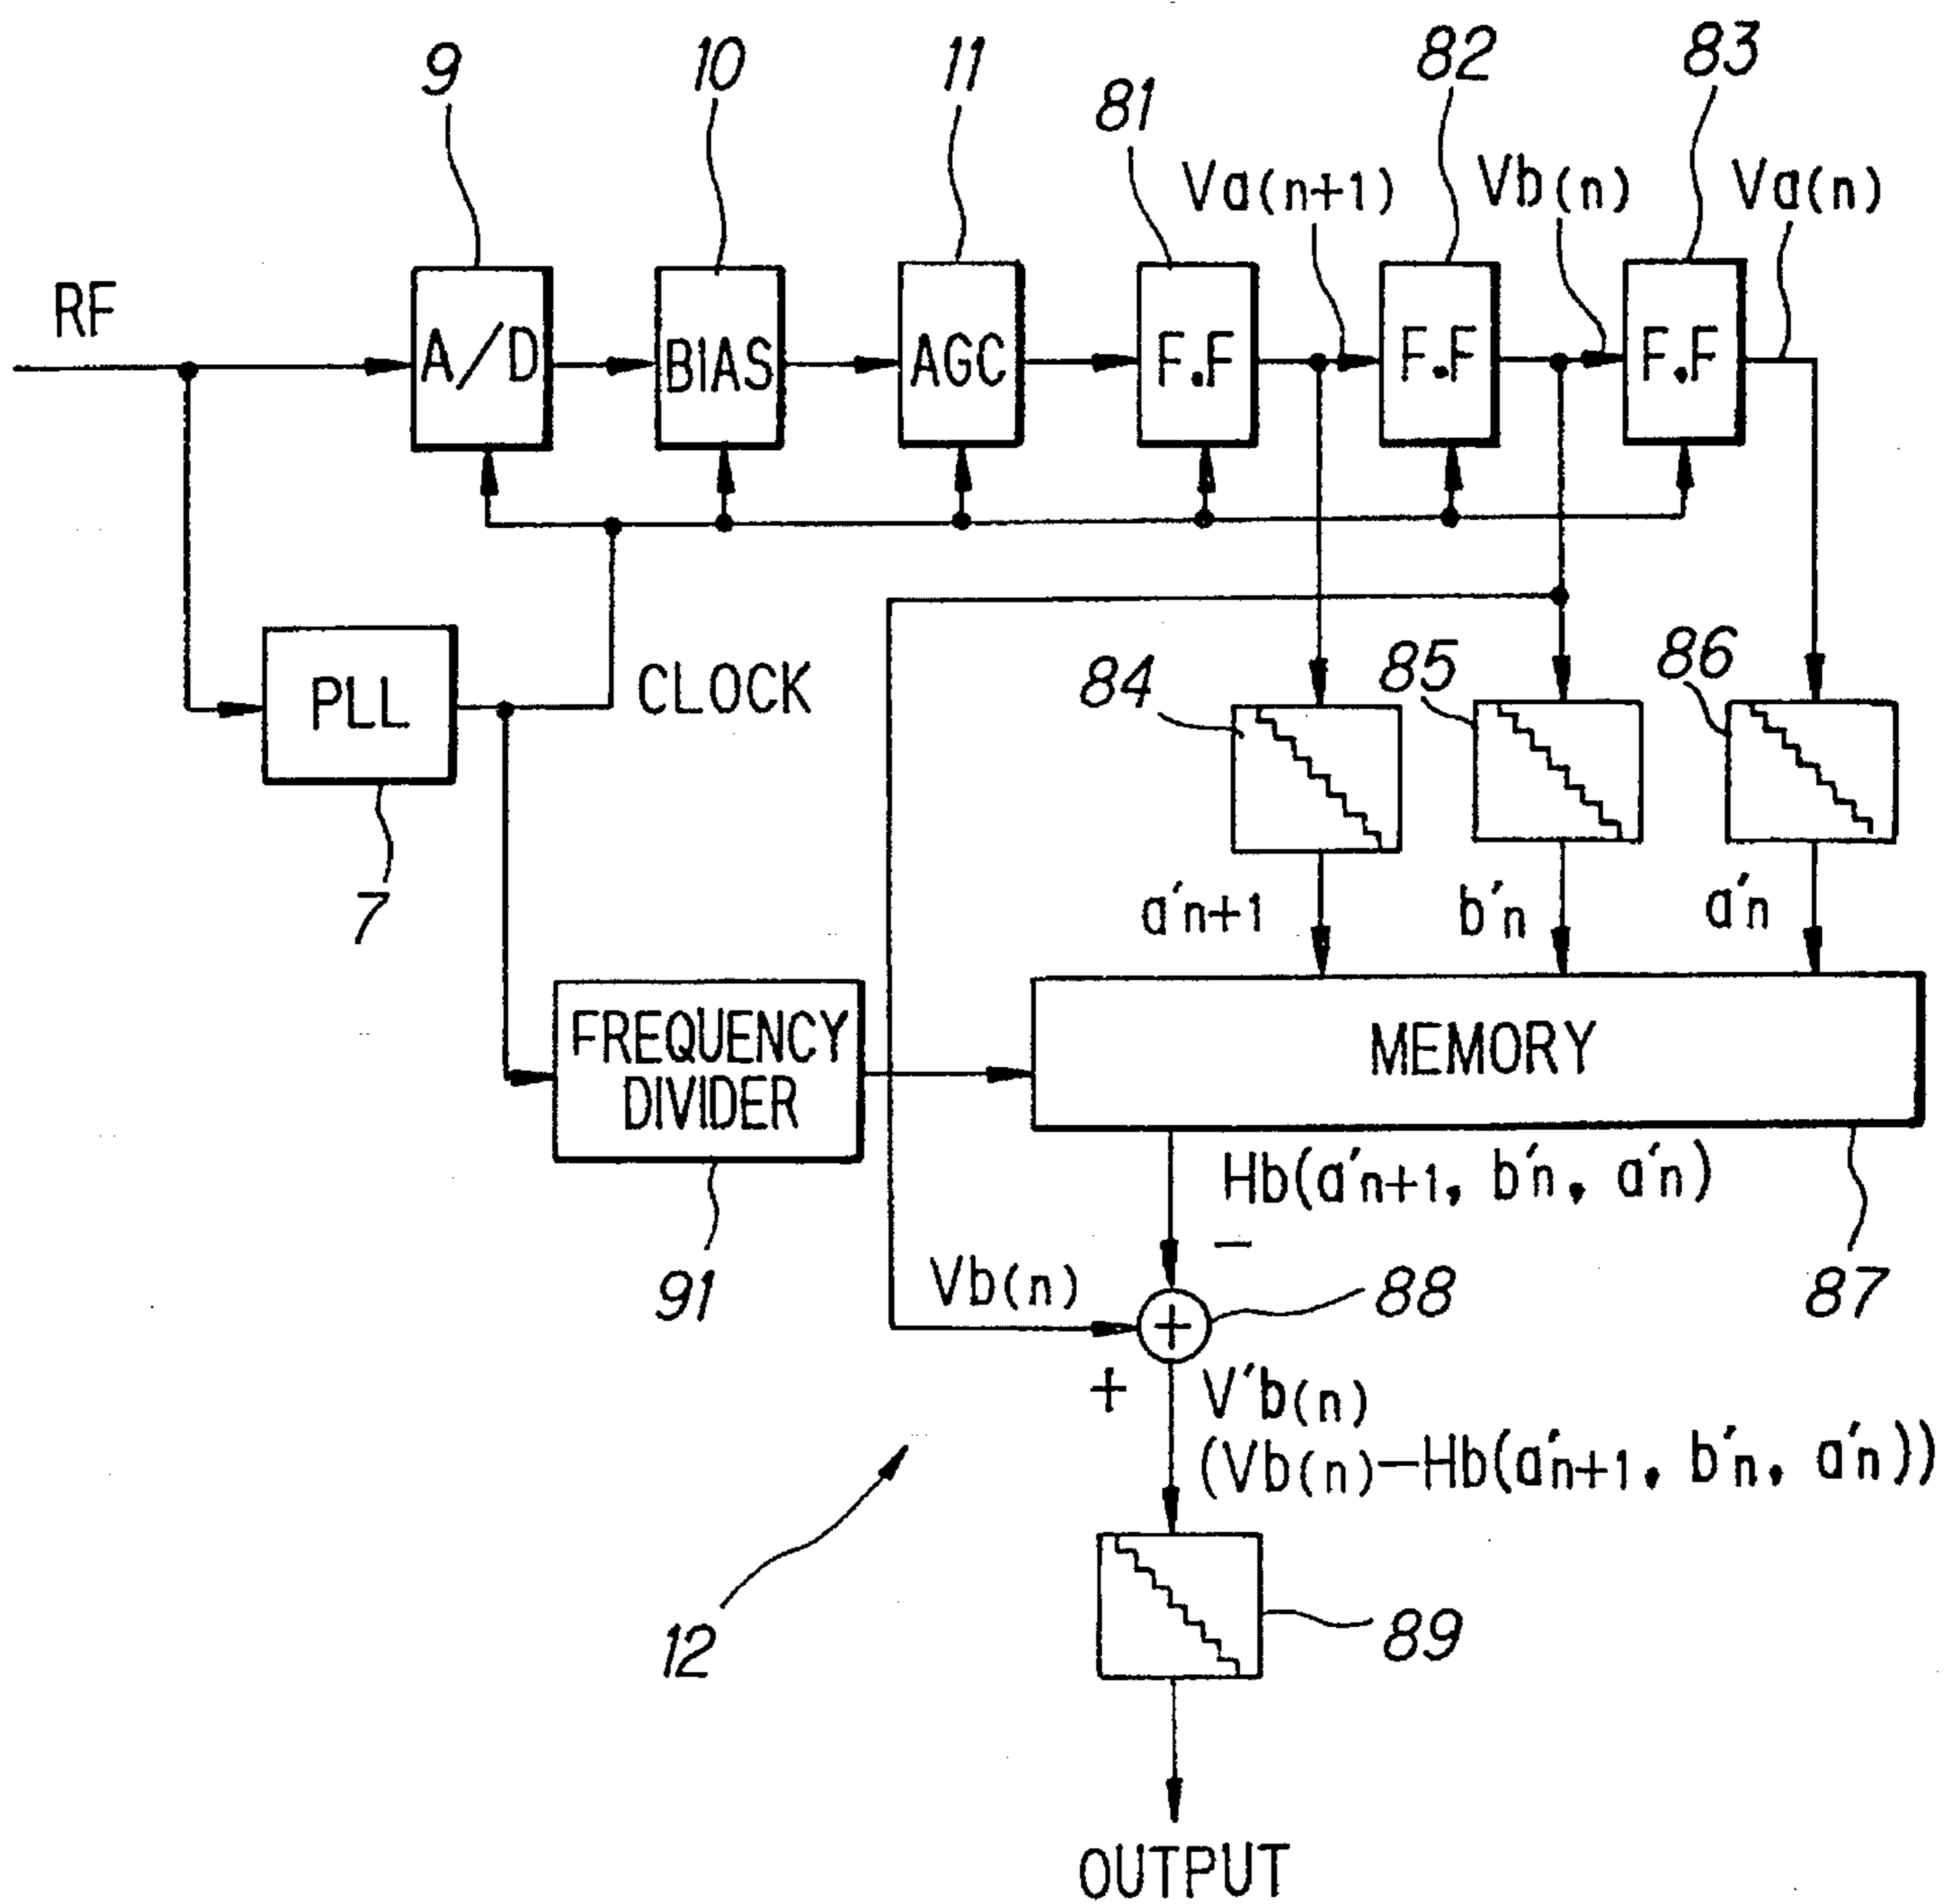 9
10
11
81
82
83
Va(n+1)
Vb(n)
Va(n)
RF
A/D
BIAS
AGC
F.F
F.F
F.F
PLL
CLOCK
84
85
86
7
a'n+1
b'n
a'n
FREQUENCY
DIVIDER
MEMORY
Hb(a'n+1, b'n, a'n)
91
Vb(n)
−
88
87
+
+
V'b(n)
(Vb(n)−Hb(a'n+1, b'n, a'n))
12
89
OUTPUT